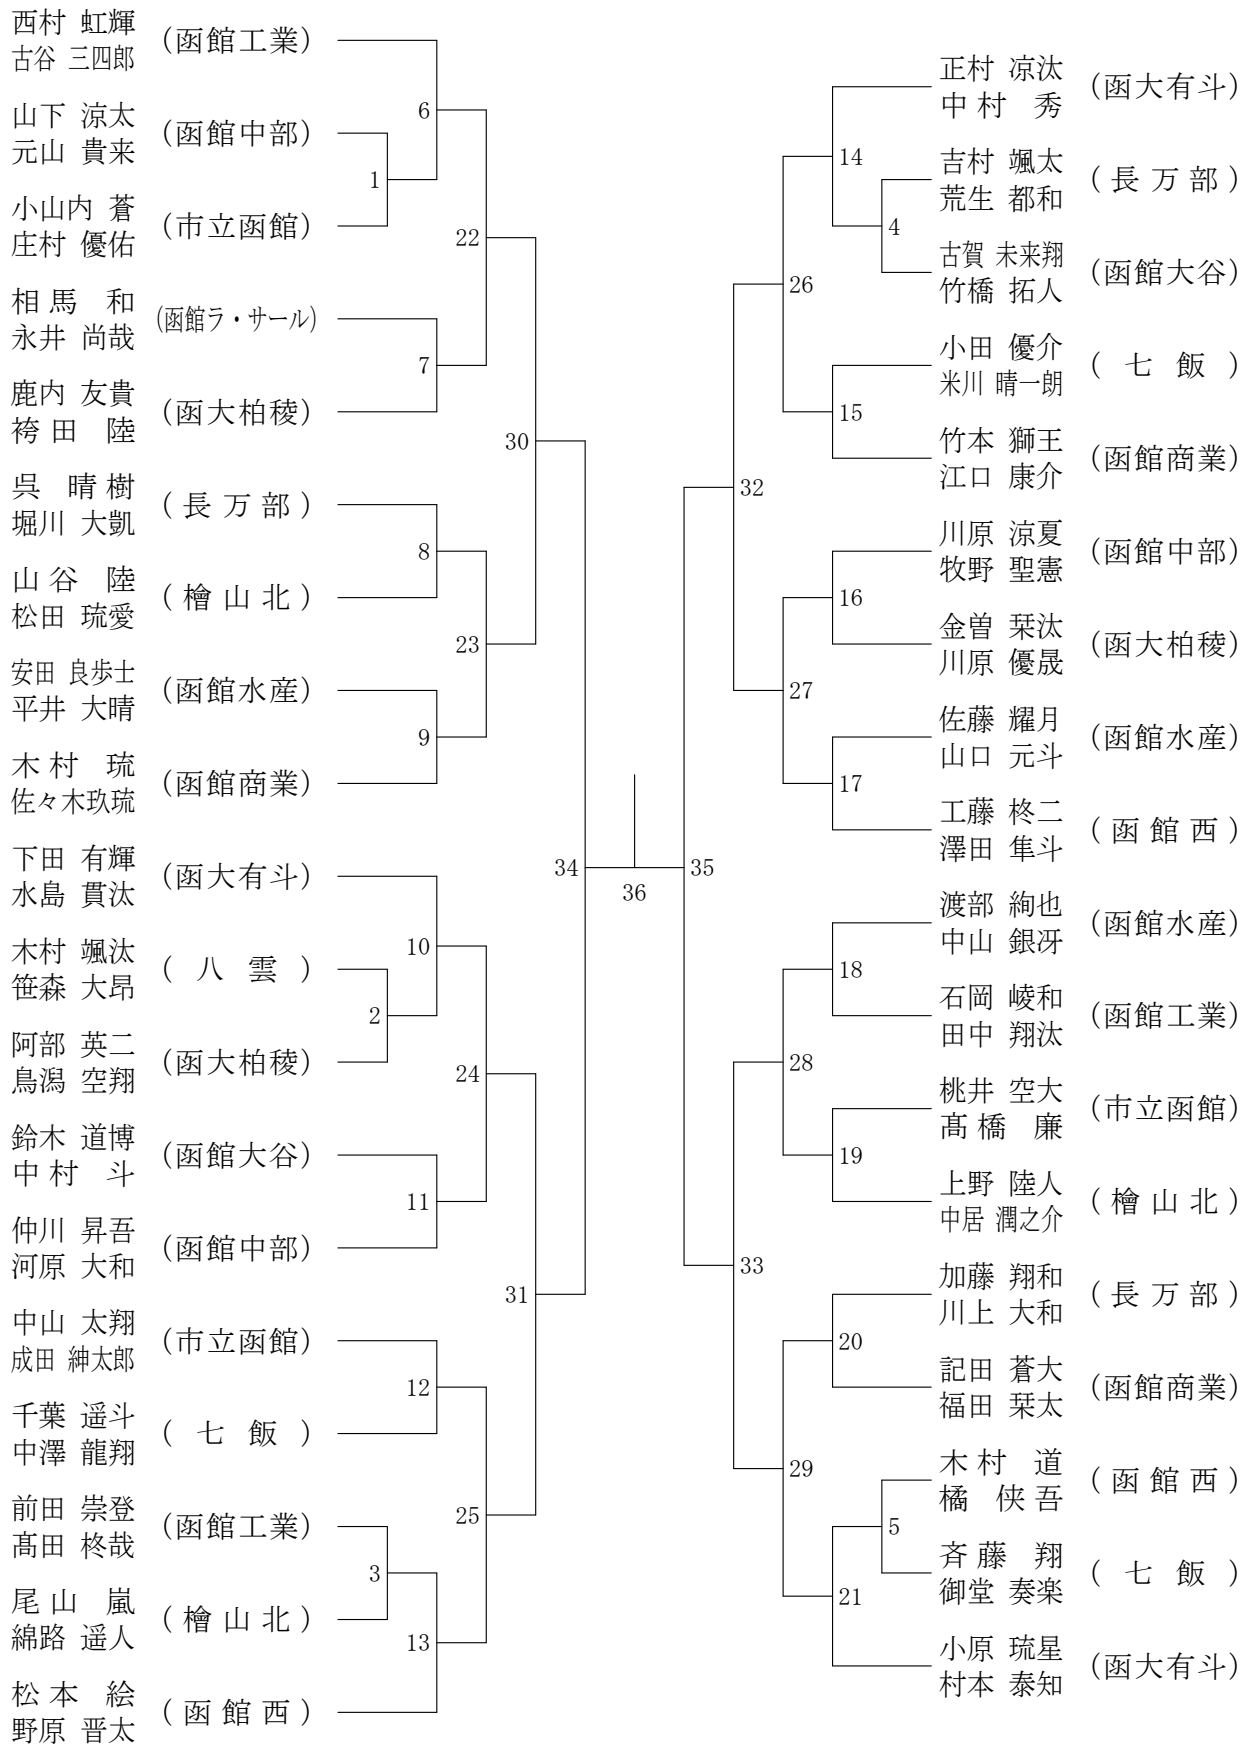 西村 虹輝
古谷 三四郎
(函館工業)
山下 涼太
元山 貴来
(函館中部)
小山内 蒼
庄村 優佑
(市立函館)
相馬 和
永井 尚哉
(函館ラ・サール)
鹿内 友貴
袴田 陸
(函大柏稜)
呉 晴樹
堀川 大凱
(長万部)
山谷 陸
松田 琉愛
(檜山北)
安田 良歩士
平井 大晴
(函館水産)
木村 琉
佐々木玖琉
(函館商業)
下田 有輝
水島 貫汰
(函大有斗)
木村 颯汰
笹森 大昂
(八雲)
阿部 英二
鳥潟 空翔
(函大柏稜)
鈴木 道博
中村 斗
(函館大谷)
仲川 昇吾
河原 大和
(函館中部)
中山 太翔
成田 紳太郎
(市立函館)
千葉 遥斗
中澤 龍翔
(七飯)
前田 崇登
髙田 柊哉
(函館工業)
尾山 嵐
綿路 遥人
(檜山北)
松本 絵
野原 晋太
(函館西)
1
2
3
6
7
8
9
10
11
12
13
22
23
24
25
30
31
34
36
35
32
33
26
27
28
29
14
15
16
17
18
19
20
21
4
5
正村 凉汰
中村 秀
(函大有斗)
吉村 颯太
荒生 都和
(長万部)
古賀 未来翔
竹橋 拓人
(函館大谷)
小田 優介
米川 晴一朗
(七飯)
竹本 獅王
江口 康介
(函館商業)
川原 涼夏
牧野 聖憲
(函館中部)
金曽 栞汰
川原 優晟
(函大柏稜)
佐藤 耀月
山口 元斗
(函館水産)
工藤 柊二
澤田 隼斗
(函館西)
渡部 絢也
中山 銀冴
(函館水産)
石岡 崚和
田中 翔汰
(函館工業)
桃井 空大
髙橋 廉
(市立函館)
上野 陸人
中居 潤之介
(檜山北)
加藤 翔和
川上 大和
(長万部)
記田 蒼大
福田 栞太
(函館商業)
木村 道
橘 侠吾
(函館西)
斉藤 翔
御堂 奏楽
(七飯)
小原 琉星
村本 泰知
(函大有斗)